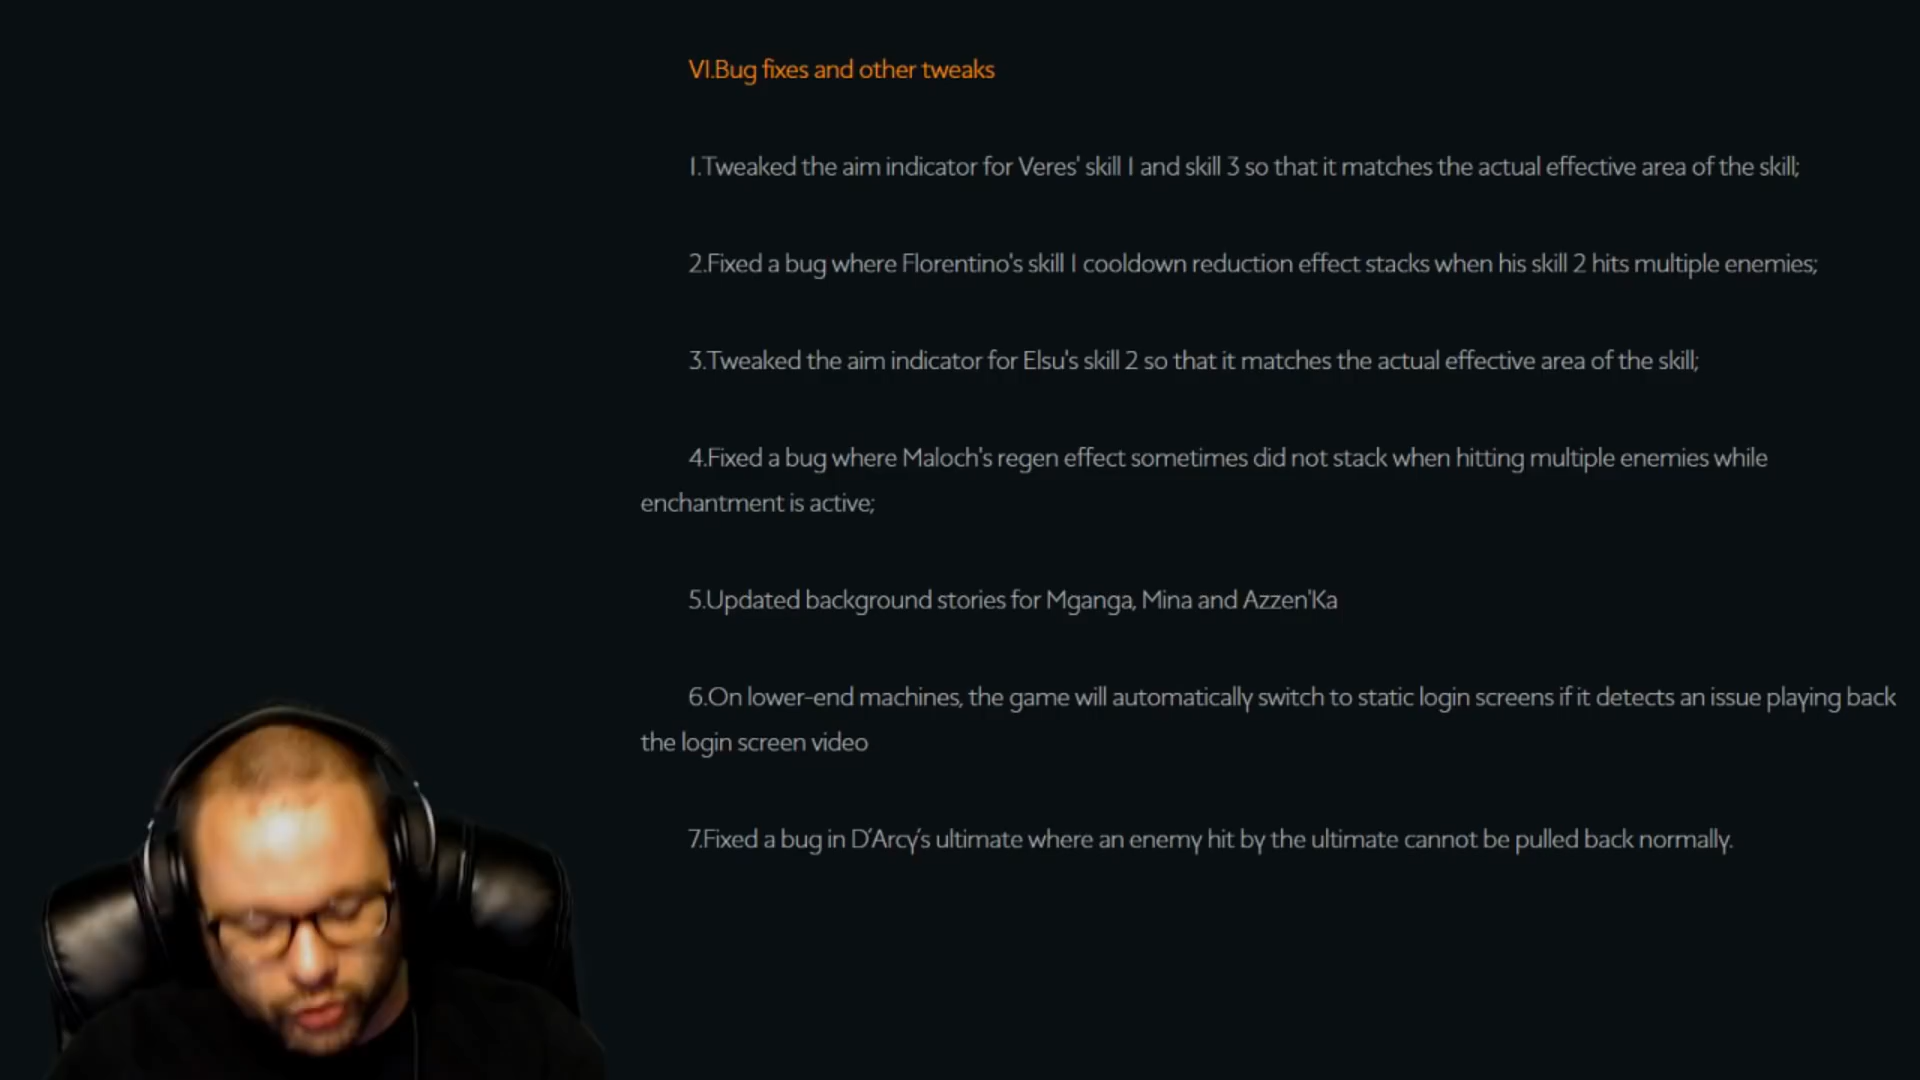 VI.Bug fixes and other tweaks
1.Tweaked the aim indicator for Veres' skill 1 and skill 3 so that it matches the actual effective area of the skill;
2.Fixed a bug where Florentino's skill 1 cooldown reduction effect stacks when his skill 2 hits multiple enemies;
3.Tweaked the aim indicator for Elsu's skill 2 so that it matches the actual effective area of the skill;
4.Fixed a bug where Maloch's regen effect sometimes did not stack when hitting multiple enemies while
enchantment is active;
5.Updated background stories for Mganga, Mina and Azzen'Ka
6.On lower-end machines, the game will automatically switch to static login screens if it detects an issue playing back
the login screen video
7.Fixed a bug in D'Arcy's ultimate where an enemy hit by the ultimate cannot be pulled back normally.